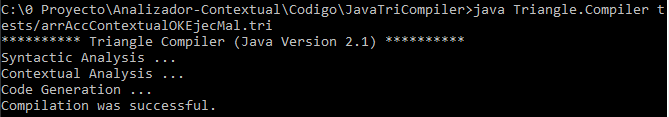 C:\0 Proyecto\Analizador-Contextual\Codigo\JavaTriCompiler>java Triangle.Compiler t
ests/arrAccContextualOKEjecMal.tri
********** Triangle Compiler (Java Version 2.1) **********
Syntactic Analysis ...
Contextual Analysis ...
Code Generation ...
Compilation was successful.